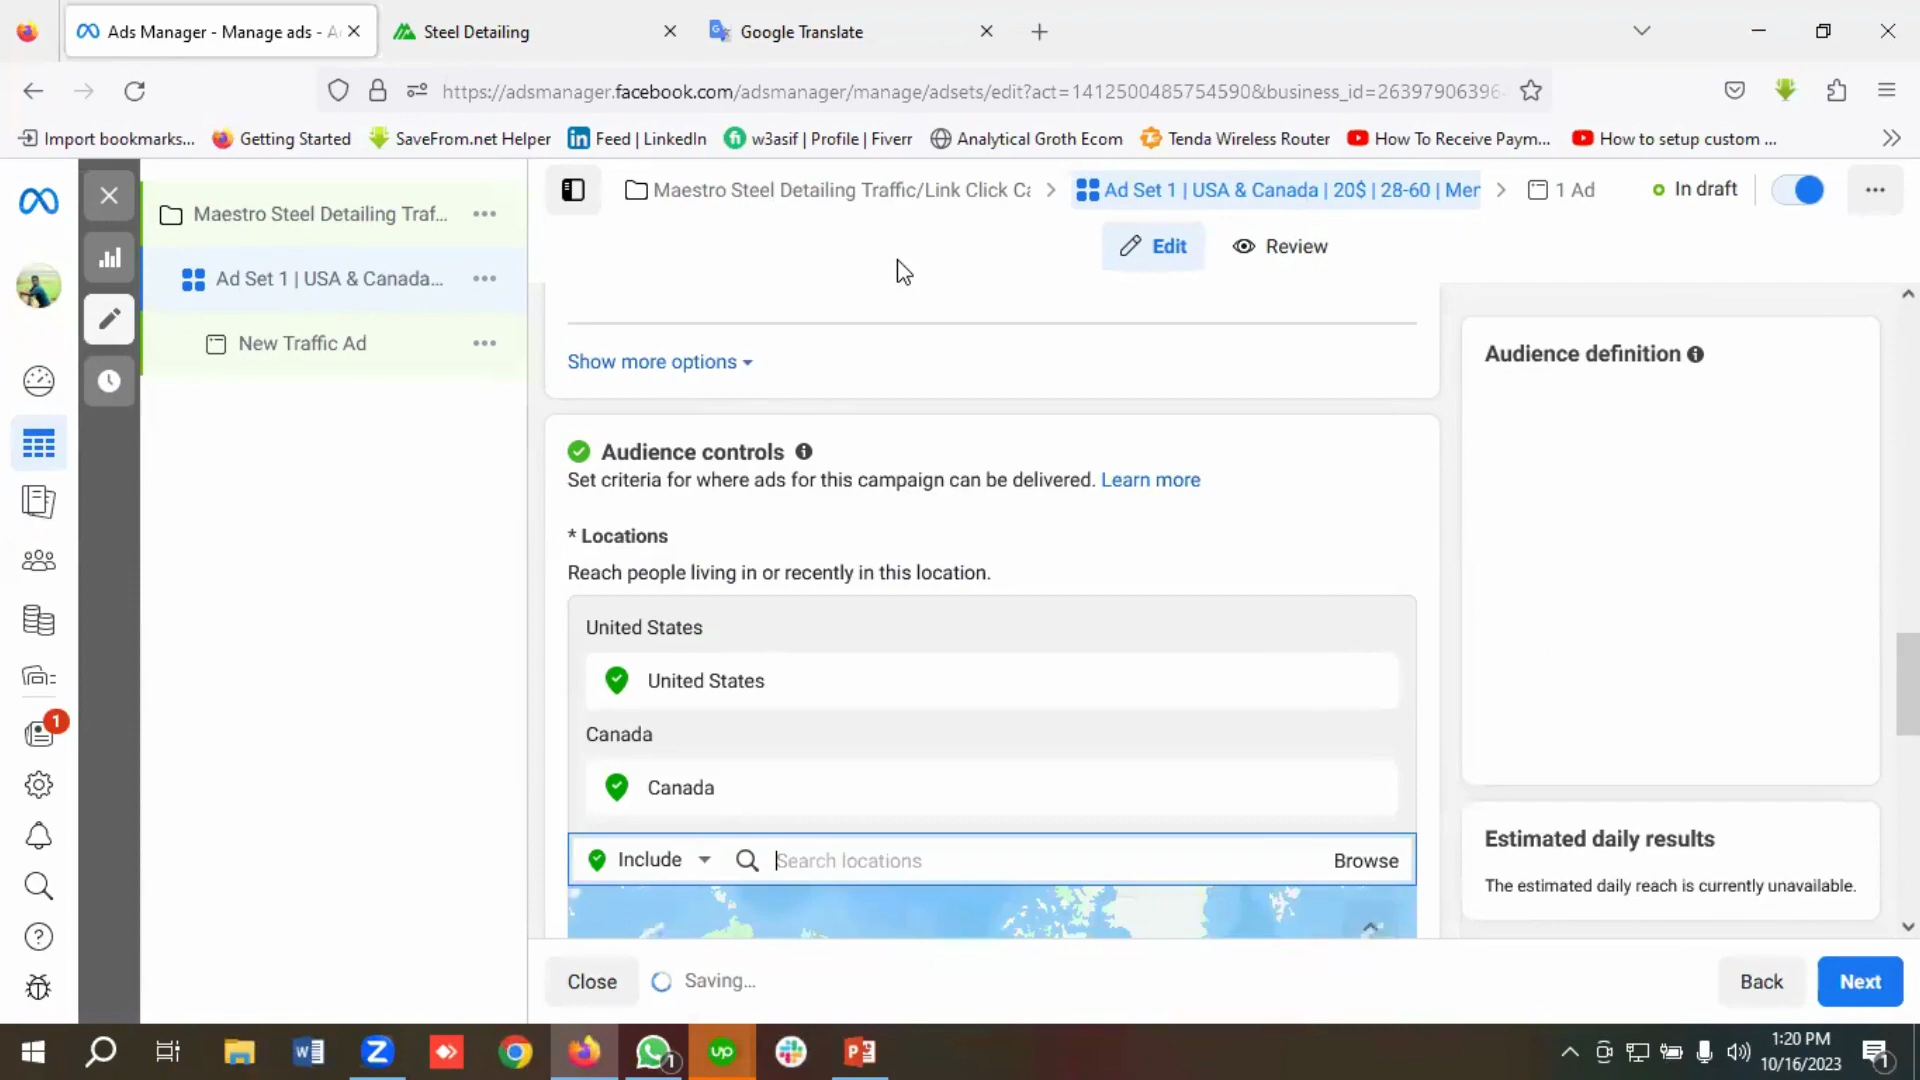 Ads Manager - Manage ads - A
Steel Detailing
Google Translate
https://adsmanager.facebook.com/adsmanager/manage/adsets/edit?act=1412500485754590&business_id=26397906396
Import bookmarks...
Getting Started
SaveFrom.net Helper
Feed | LinkedIn
w3asif | Profile | Fiverr
Analytical Groth Ecom
Tenda Wireless Router
How To Receive Paym...
How to setup custom ...
Maestro Steel Detailing Traf...
Ad Set 1 | USA & Canada...
New Traffic Ad
Maestro Steel Detailing Traffic/Link Click Ca
Ad Set 1 | USA & Canada | 20$ | 28-60 | Mer
1 Ad
In draft
Edit
Review
Show more options
Audience controls
Set criteria for where ads for this campaign can be delivered. Learn more
* Locations
Reach people living in or recently in this location.
United States
United States
Canada
Canada
Include
Search locations
Browse
Audience definition
Estimated daily results
The estimated daily reach is currently unavailable.
1
Close
Saving...
Back
Next
1
1:20 PM
10/16/2023
1